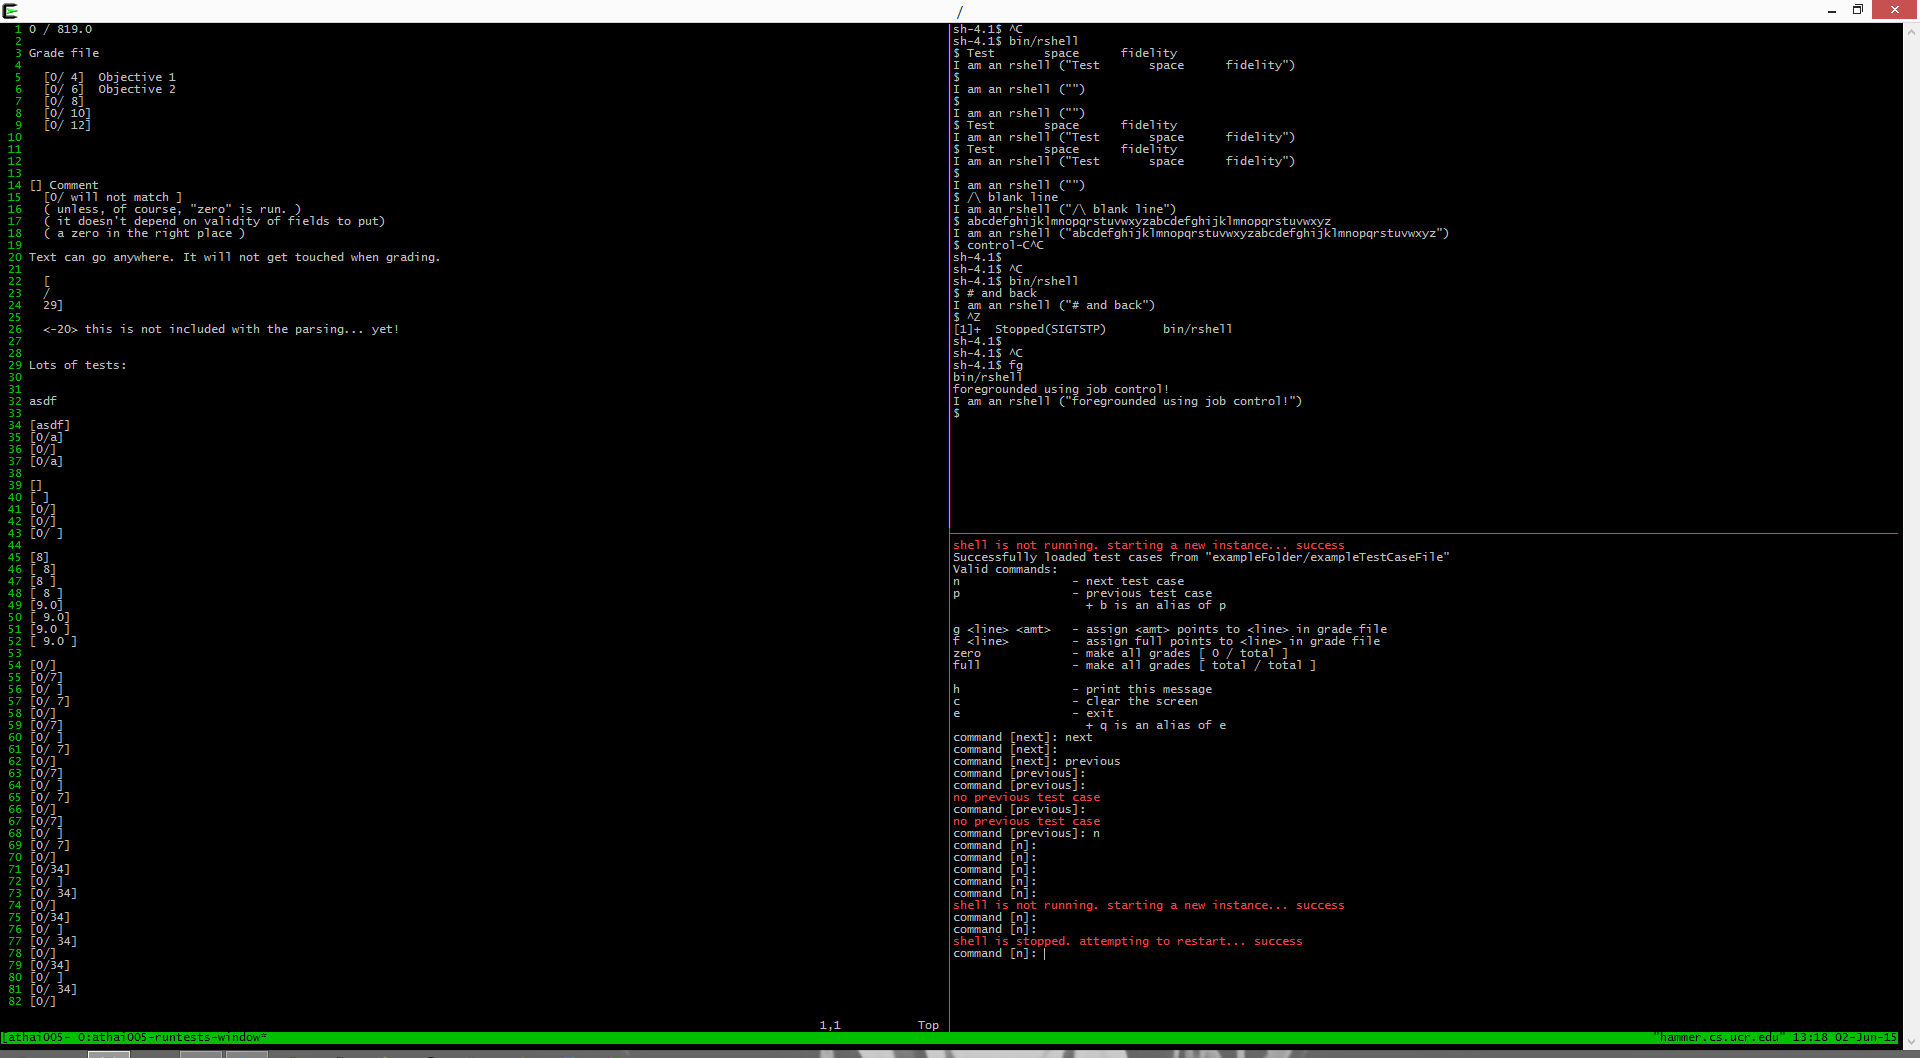 /
1 0 / 819.0
2
3 Grade file
4
5   [0/ 4]  Objective 1
6   [0/ 6]  Objective 2
7   [0/ 8]
8   [0/ 10]
9   [0/ 12]
10
11
12
13
14 [] Comment
15   [0/ will not match ]
16   ( unless, of course, "zero" is run. )
17   ( it doesn't depend on validity of fields to put)
18   ( a zero in the right place )
19
20 Text can go anywhere. It will not get touched when grading.
21
22   [
23   /
24   29]
25
26   <-20> this is not included with the parsing... yet!
27
28
29 Lots of tests:
30
31
32 asdf
33
34 [asdf]
35 [0/a]
36 [0/]
37 [0/a]
38
39 []
40 [ ]
41 [0/]
42 [0/]
43 [0/ ]
44
45 [8]
46 [ 8]
47 [8 ]
48 [ 8 ]
49 [9.0]
50 [ 9.0]
51 [9.0 ]
52 [ 9.0 ]
53
54 [0/]
55 [0/7]
56 [0/ ]
57 [0/ 7]
58 [0/]
59 [0/7]
60 [0/ ]
61 [0/ 7]
62 [0/]
63 [0/7]
64 [0/ ]
65 [0/ 7]
66 [0/]
67 [0/7]
68 [0/ ]
69 [0/ 7]
70 [0/]
71 [0/34]
72 [0/ ]
73 [0/ 34]
74 [0/]
75 [0/34]
76 [0/ ]
77 [0/ 34]
78 [0/]
79 [0/34]
80 [0/ ]
81 [0/ 34]
82 [0/]
1,1           Top
sh-4.1$ ^C
sh-4.1$ bin/rshell
$ Test       space      fidelity
I am an rshell ("Test       space      fidelity")
$
I am an rshell ("")
$
I am an rshell ("")
$ Test       space      fidelity
I am an rshell ("Test       space      fidelity")
$ Test       space      fidelity
I am an rshell ("Test       space      fidelity")
$
I am an rshell ("")
$ /\ blank line
I am an rshell ("/\ blank line")
$ abcdefghijklmnopqrstuvwxyzabcdefghijklmnopqrstuvwxyz
I am an rshell ("abcdefghijklmnopqrstuvwxyzabcdefghijklmnopqrstuvwxyz")
$ control-C^C
sh-4.1$
sh-4.1$ ^C
sh-4.1$ bin/rshell
$ # and back
I am an rshell ("# and back")
$ ^Z
[1]+  Stopped(SIGTSTP)        bin/rshell
sh-4.1$
sh-4.1$ ^C
sh-4.1$ fg
bin/rshell
foregrounded using job control!
I am an rshell ("foregrounded using job control!")
$
shell is not running. starting a new instance... success
Successfully loaded test cases from "exampleFolder/exampleTestCaseFile"
Valid commands:
n                - next test case
p                - previous test case
                   + b is an alias of p

g <line> <amt>   - assign <amt> points to <line> in grade file
f <line>         - assign full points to <line> in grade file
zero             - make all grades [ 0 / total ]
full             - make all grades [ total / total ]

h                - print this message
c                - clear the screen
e                - exit
                   + q is an alias of e
command [next]: next
command [next]:
command [next]: previous
command [previous]:
command [previous]:
no previous test case
command [previous]:
no previous test case
command [previous]: n
command [n]:
command [n]:
command [n]:
command [n]:
command [n]:
shell is not running. starting a new instance... success
command [n]:
command [n]:
shell is stopped. attempting to restart... success
command [n]:
[athai005- 0:athai005-runtests-window* "hammer.cs.ucr.edu" 13:18 02-Jun-15